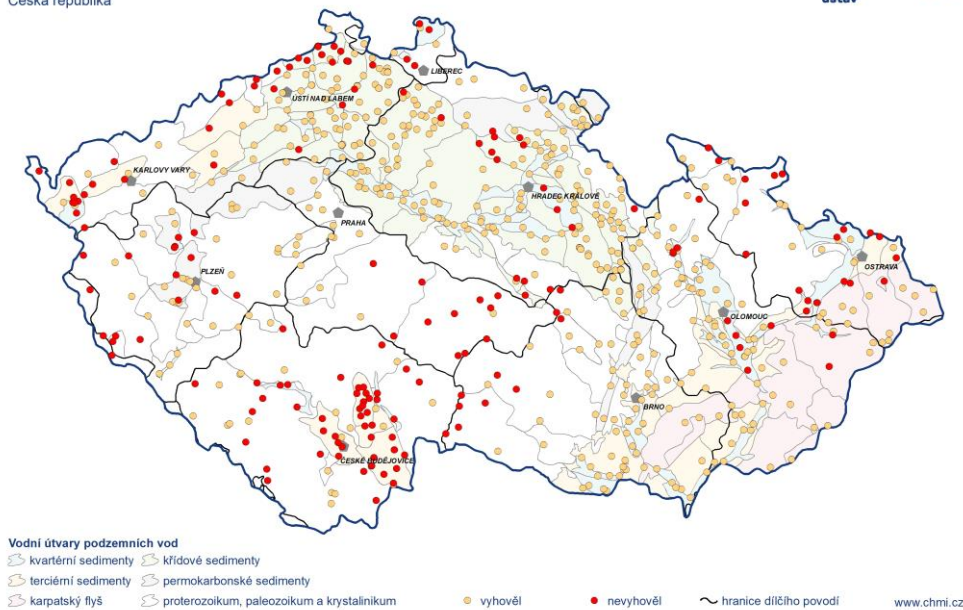 Česká republika
ústav
LIBEREC
ÚSTÍ NAD LABEM
KARLOVY VARY
HRADEC KRÁLOVÉ
PRAHA
PLZEŇ
OSTRAVA
OLOMOUC
BRNO
ČESKÉ BUDĚJOVICE
Vodní útvary podzemních vod
kvartérní sedimenty křídové sedimenty
terciérní sedimenty permokarbonské sedimenty
karpatský flyš proterozoikum, paleozoikum a krystalinikum vyhověl nevyhověl hranice dílčího povodí www.chmi.cz